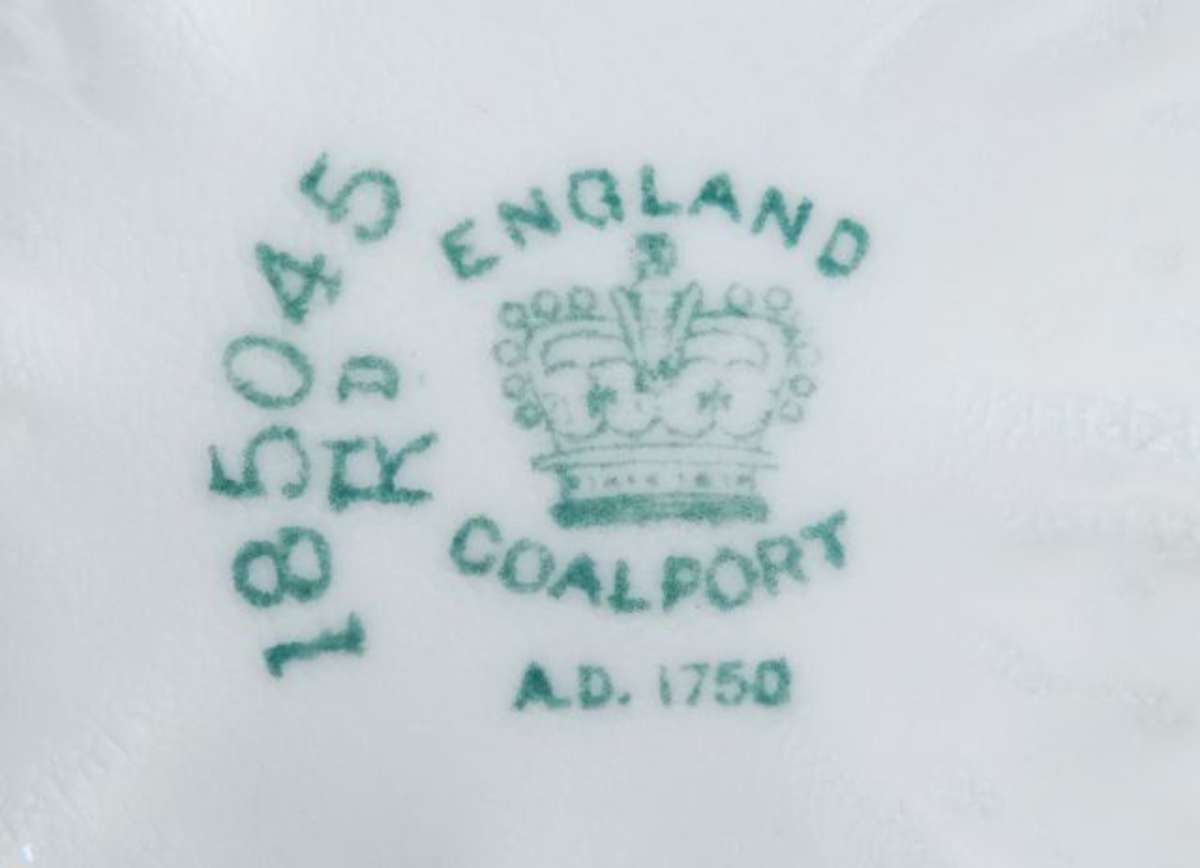 185045
RD
ENGLAND
COALPORT
A.D. 1750